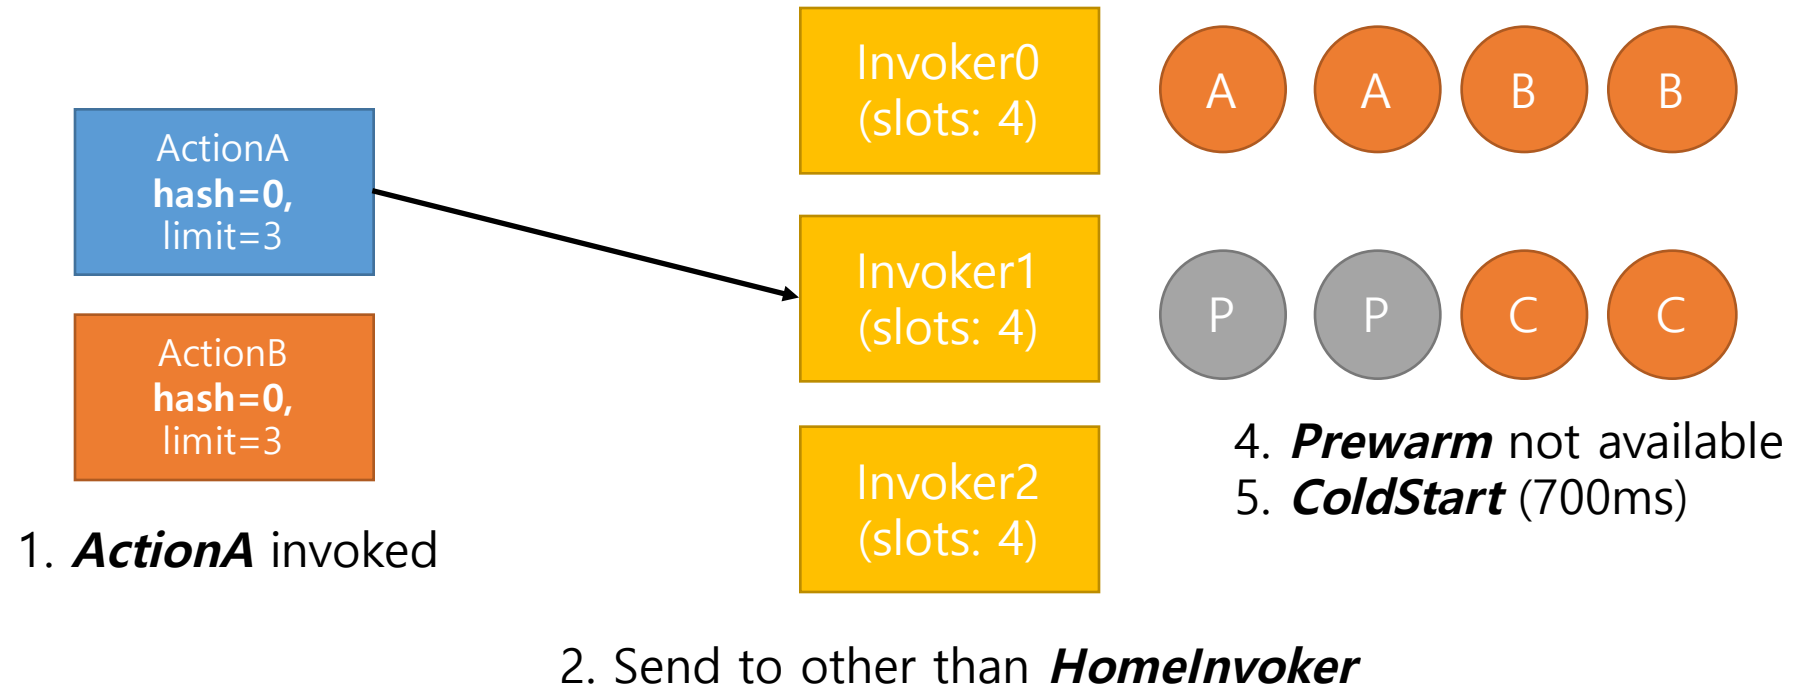 ActionA
hash=0,
limit=3
ActionB
hash=0,
limit=3
1. ActionA invoked
Invoker0
(slots: 4)
Invoker1
(slots: 4)
Invoker2
(slots: 4)
A A B B
P P C C
4. Prewarm not available
5. ColdStart (700ms)
2. Send to other than HomeInvoker